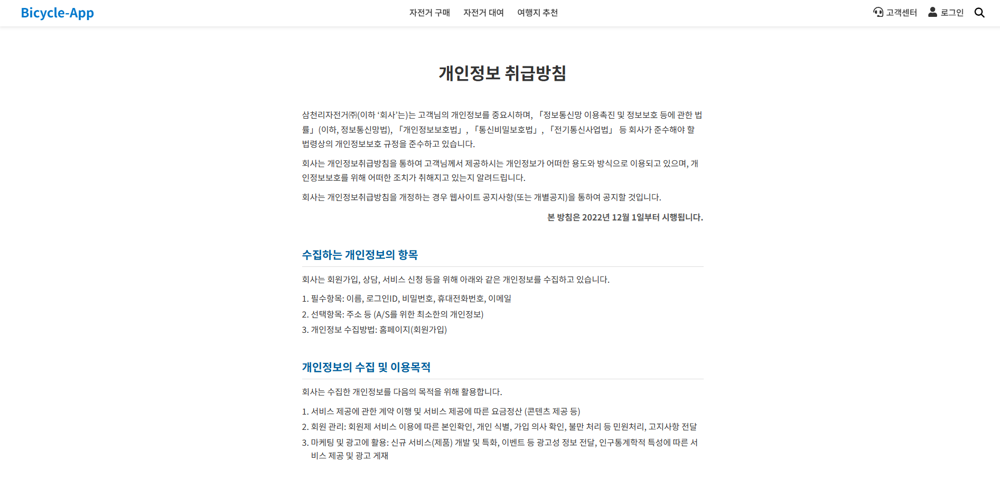 Bicycle-App
자전거 구매 자전거 대여 여행지 추천
고객센터 로그인
개인정보 취급방침
삼천리자전거㈜(이하 ‘회사’는)는 고객님의 개인정보를 중요시하며, 「정보통신망 이용촉진 및 정보보호 등에 관한 법
률」(이하, 정보통신망법), 「개인정보보호법」, 「통신비밀보호법」, 「전기통신사업법」 등 회사가 준수해야 할
법령상의 개인정보보호 규정을 준수하고 있습니다.
회사는 개인정보취급방침을 통하여 고객님께서 제공하시는 개인정보가 어떠한 용도와 방식으로 이용되고 있으며, 개
인정보보호를 위해 어떠한 조치가 취해지고 있는지 알려드립니다.
회사는 개인정보취급방침을 개정하는 경우 웹사이트 공지사항(또는 개별공지)을 통하여 공지할 것입니다.
본 방침은 2022년 12월 1일부터 시행됩니다.
수집하는 개인정보의 항목
회사는 회원가입, 상담, 서비스 신청 등을 위해 아래와 같은 개인정보를 수집하고 있습니다.
1. 필수항목: 이름, 로그인ID, 비밀번호, 휴대전화번호, 이메일
2. 선택항목: 주소 등 (A/S를 위한 최소한의 개인정보)
3. 개인정보 수집방법: 홈페이지(회원가입)
개인정보의 수집 및 이용목적
회사는 수집한 개인정보를 다음의 목적을 위해 활용합니다.
1. 서비스 제공에 관한 계약 이행 및 서비스 제공에 따른 요금정산 (콘텐츠 제공 등)
2. 회원 관리: 회원제 서비스 이용에 따른 본인확인, 개인 식별, 가입 의사 확인, 불만 처리 등 민원처리, 고지사항 전달
3. 마케팅 및 광고에 활용: 신규 서비스(제품) 개발 및 특화, 이벤트 등 광고성 정보 전달, 인구통계학적 특성에 따른 서
비스 제공 및 광고 게재